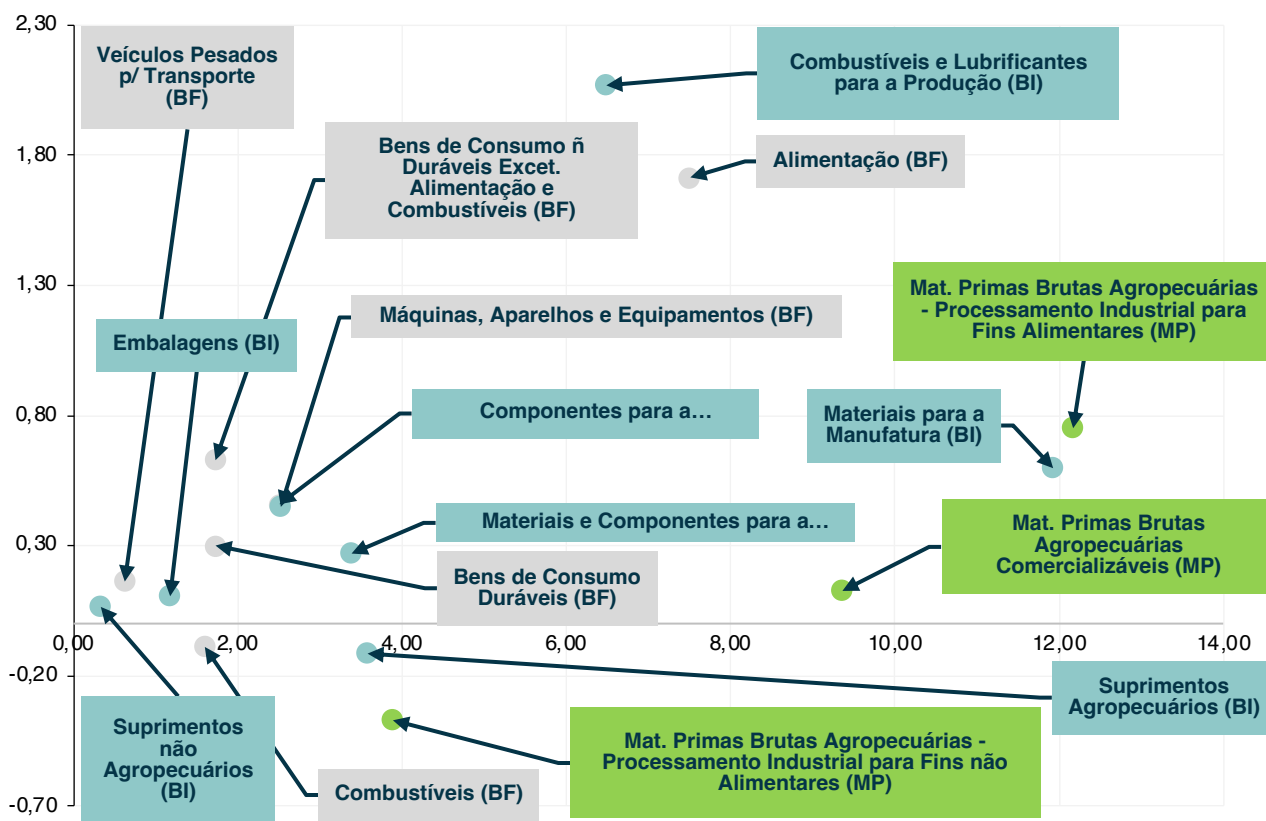 2,30
1,80
1,30
0,80
0,30
-0,20
-0,70
0,00
2,00
4,00
6,00
8,00
10,00
12,00
14,00
Veículos Pesados
p/ Transporte
(BF)
Combustíveis e Lubrificantes
para a Produção (BI)
Bens de Consumo ñ
Duráveis Excet.
Alimentação e
Combustíveis (BF)
Alimentação (BF)
Mat. Primas Brutas Agropecuárias
- Processamento Industrial para
Fins Alimentares (MP)
Máquinas, Aparelhos e Equipamentos (BF)
Embalagens (BI)
Componentes para a…
Materiais para a
Manufatura (BI)
Materiais e Componentes para a…
Mat. Primas Brutas
Agropecuárias
Comercializáveis (MP)
Bens de Consumo
Duráveis (BF)
Suprimentos
Agropecuários (BI)
Suprimentos
não
Agropecuários
(BI)
Mat. Primas Brutas Agropecuárias -
Processamento Industrial para Fins não
Alimentares (MP)
Combustíveis (BF)